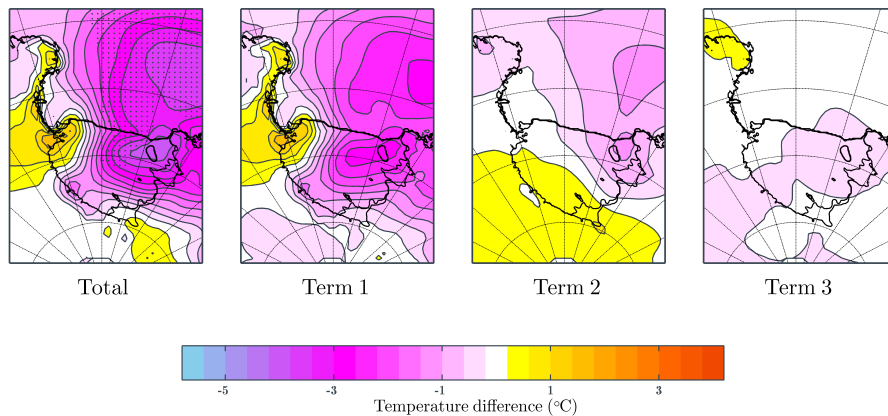 Total Term 1 Term 2 Term 3
-5 -3 -1 1 3
Temperature difference (°C)